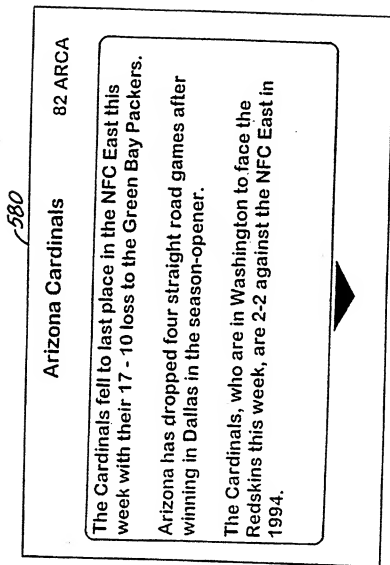 580
Arizona Cardinals 82 ARCA
The Cardinals fell to last place in the NFC East this
week with their 17 - 10 loss to the Green Bay Packers.
Arizona has dropped four straight road games after
winning in Dallas in the season-opener.
The Cardinals, who are in Washington to face the
Redskins this week, are 2-2 against the NFC East in
1994.